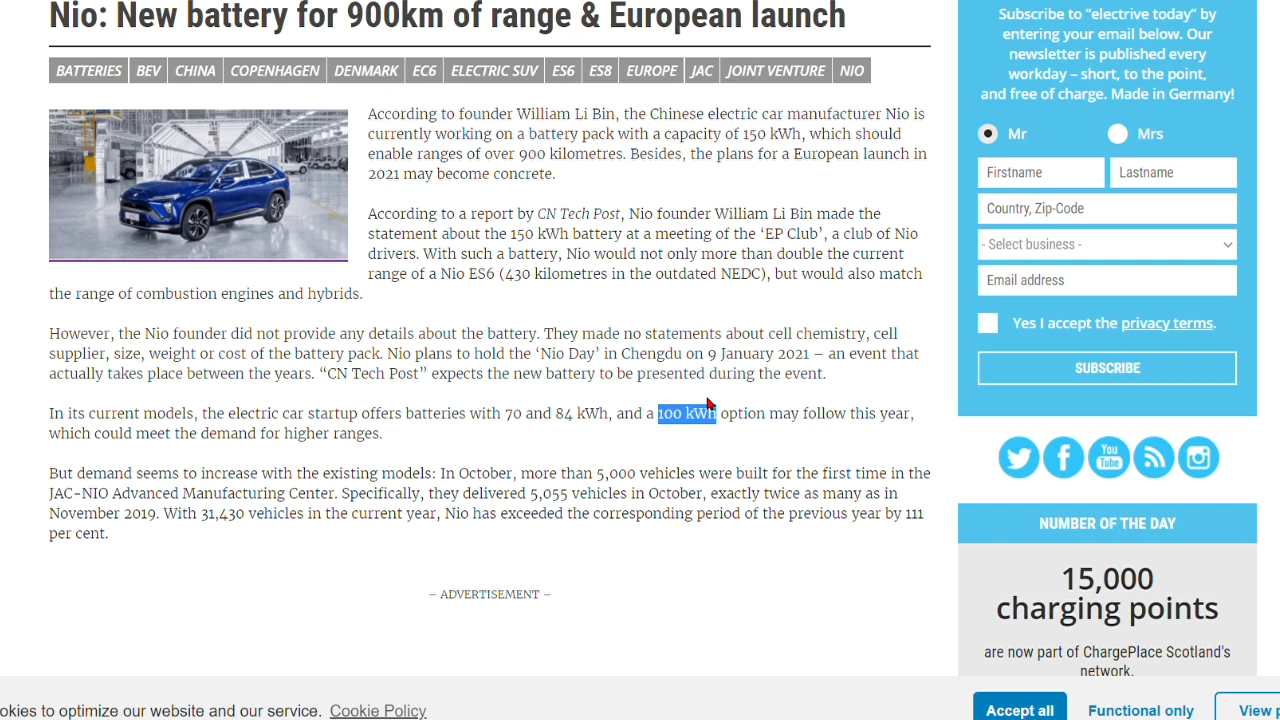 Nio: New battery for 900km of range & European launch
BATTERIES BEV CHINA COPENHAGEN DENMARK EC6 ELECTRIC SUV ES6 ES8 EUROPE JAC JOINT VENTURE NIO
According to founder William Li Bin, the Chinese electric car manufacturer Nio is
currently working on a battery pack with a capacity of 150 kWh, which should
enable ranges of over 900 kilometres. Besides, the plans for a European launch in
2021 may become concrete.
According to a report by CN Tech Post, Nio founder William Li Bin made the
statement about the 150 kWh battery at a meeting of the ‘EP Club’, a club of Nio
drivers. With such a battery, Nio would not only more than double the current
range of a Nio ES6 (430 kilometres in the outdated NEDC), but would also match
the range of combustion engines and hybrids.
However, the Nio founder did not provide any details about the battery. They made no statements about cell chemistry, cell
supplier, size, weight or cost of the battery pack. Nio plans to hold the ‘Nio Day’ in Chengdu on 9 January 2021 – an event that
actually takes place between the years. “CN Tech Post” expects the new battery to be presented during the event.
In its current models, the electric car startup offers batteries with 70 and 84 kWh, and a 100 kWh option may follow this year,
which could meet the demand for higher ranges.
But demand seems to increase with the existing models: In October, more than 5,000 vehicles were built for the first time in the
JAC-NIO Advanced Manufacturing Center. Specifically, they delivered 5,055 vehicles in October, exactly twice as many as in
November 2019. With 31,430 vehicles in the current year, Nio has exceeded the corresponding period of the previous year by 111
per cent.
– ADVERTISEMENT –
Subscribe to “electrive today” by
entering your email below. Our
newsletter is published every
workday – short, to the point,
and free of charge. Made in Germany!
Mr Mrs
Firstname Lastname
Country, Zip-Code
- Select business -
Email address
Yes I accept the privacy terms.
SUBSCRIBE
You
Tube
NUMBER OF THE DAY
15,000
charging points
are now part of ChargePlace Scotland's
network.
okies to optimize our website and our service. Cookie Policy
Accept all Functional only View p